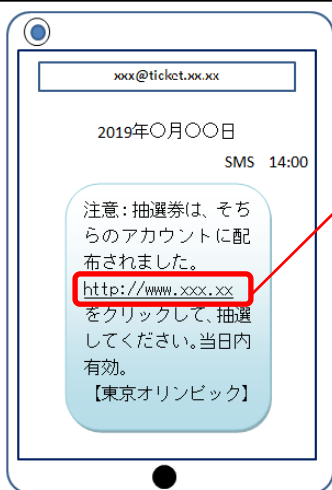 xxx@ticket.xx.xx
2019年〇月〇〇日
SMS 14:00
注意：抽選券は、そち
らのアカウントに配
布されました。
http://www.xxx.xx
をクリックして、抽選
してください。当日内
有効。
【東京オリンピック】